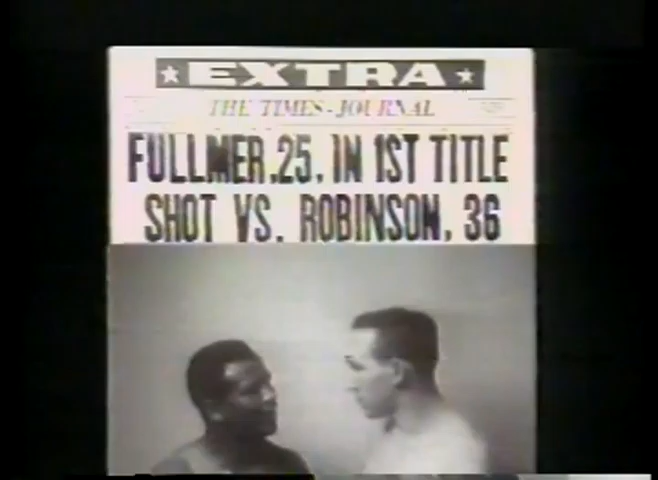 EXTRA
THE TIMES-JOURNAL
FULLMER, 25, IN 1ST TITLE
SHOT VS. ROBINSON, 36